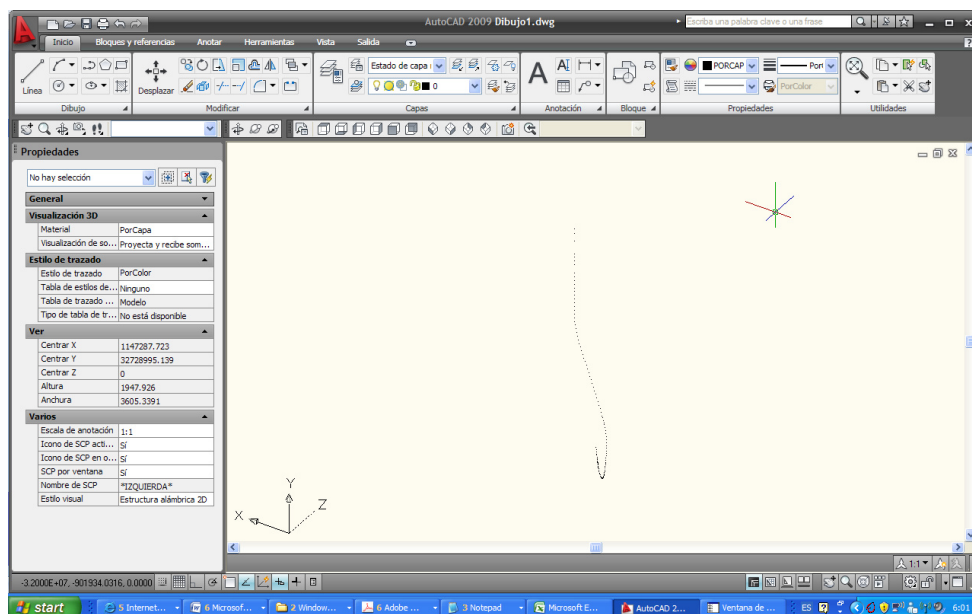 AutoCAD 2009 Dibujo1.dwg
Escriba una palabra clave o una frase
Inicio Bloques y referencias Anotar Herramientas Vista Salida
Línea
Desplazar
Estado de capa
0
A
AI
PORCAP
Por
PorColor
Dibujo Modificar Capas Anotación Bloque Propiedades Utilidades
Propiedades
No hay selección
General
Visualización 3D
Material PorCapa
Visualización de so... Proyecta y recibe som...
Estilo de trazado
Estilo de trazado PorColor
Tabla de estilos de... Ninguno
Tabla de trazado ... Modelo
Tipo de tabla de tr... No está disponible
Ver
Centrar X 1147287.723
Centrar Y 32728995.139
Centrar Z 0
Altura 1947.926
Anchura 3605.3391
Varios
Escala de anotación 1:1
Icono de SCP acti... Sí
Icono de SCP en o... Sí
SCP por ventana Sí
Nombre de SCP *IZQUIERDA*
Estilo visual Estructura alámbrica 2D
Y
X
Z
1:1
-3.2000E+07, -901934.0316, 0.0000
start 5 Internet... 6 Microsof... 2 Window... 6 Adobe ... 3 Notepad Microsoft E... AutoCAD 2... Ventana de ... ES